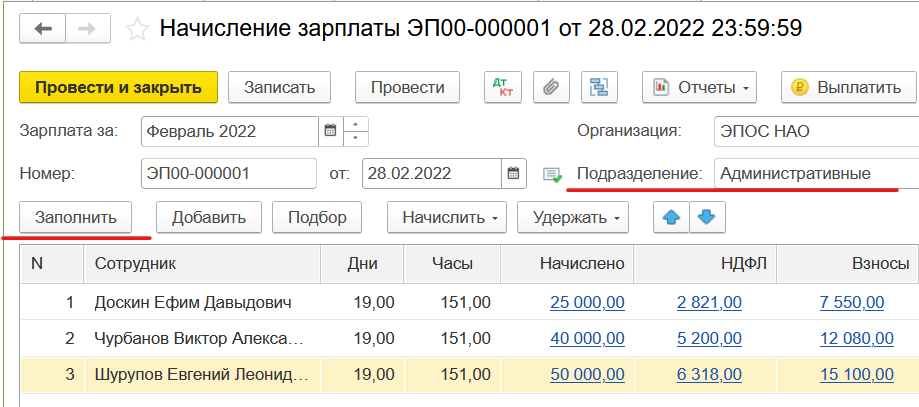 Начисление зарплаты ЭП00-000001 от 28.02.2022 23:59:59
Провести и закрыть Записать Провести Дт Кт Отчеты Выплатить
Зарплата за: Февраль 2022 Организация: ЭПОС НАО
Номер: ЭП00-000001 от: 28.02.2022 Подразделение: Административные
Заполнить Добавить Подбор Начислить Удержать
N Сотрудник Дни Часы Начислено НДФЛ Взносы
1 Доскин Ефим Давыдович 19,00 151,00 25 000,00 2 821,00 7 550,00
2 Чурбанов Виктор Алекса... 19,00 151,00 40 000,00 5 200,00 12 080,00
3 Шурупов Евгений Леонид... 19,00 151,00 50 000,00 6 318,00 15 100,00